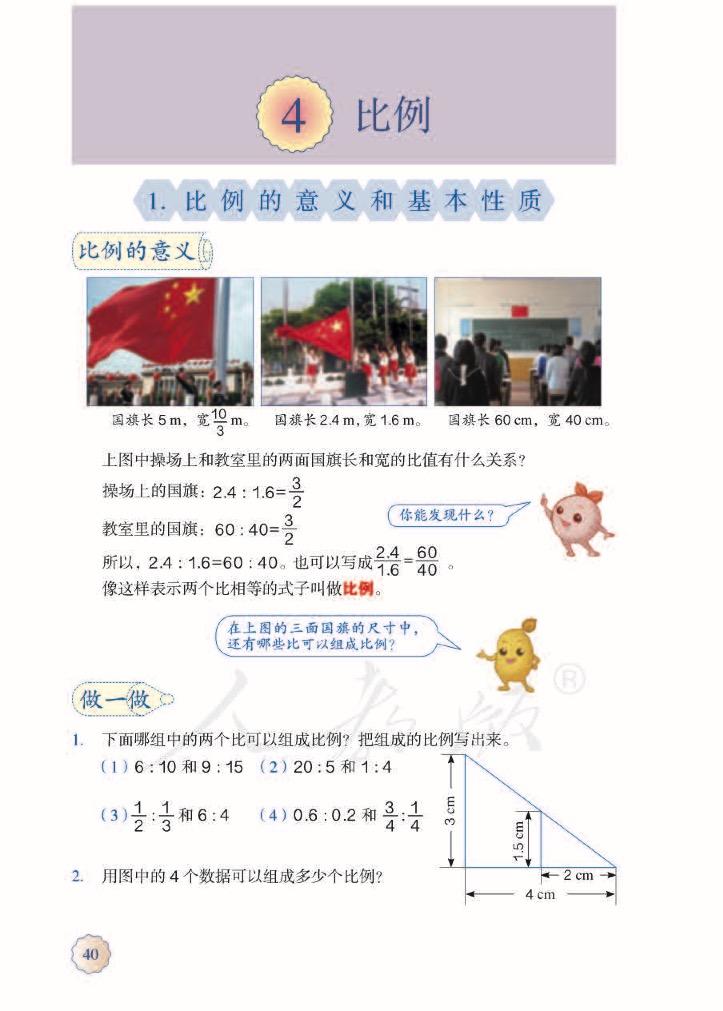 4 比例
1. 比例的意义和基本性质
比例的意义
国旗长 5 m，宽 10/3 m。
国旗长 2.4 m，宽 1.6 m。
国旗长 60 cm，宽 40 cm。
上图中操场上和教室里的两面国旗长和宽的比值有什么关系？
操场上的国旗：2.4 : 1.6=3/2
你能发现什么？
教室里的国旗：60 : 40=3/2
所以，2.4 : 1.6=60 : 40。也可以写成 2.4/1.6=60/40 。
像这样表示两个比相等的式子叫做比例。
在上图的三面国旗的尺寸中，
还有哪些比可以组成比例？
人教版®
做一做
1. 下面哪组中的两个比可以组成比例？把组成的比例写出来。
（1）6 : 10 和 9 : 15 （2）20 : 5 和 1 : 4
（3）1/2 : 1/3 和 6 : 4 （4）0.6 : 0.2 和 3/4 : 1/4
3 cm
1.5 cm
2 cm
4 cm
2. 用图中的 4 个数据可以组成多少个比例？
40